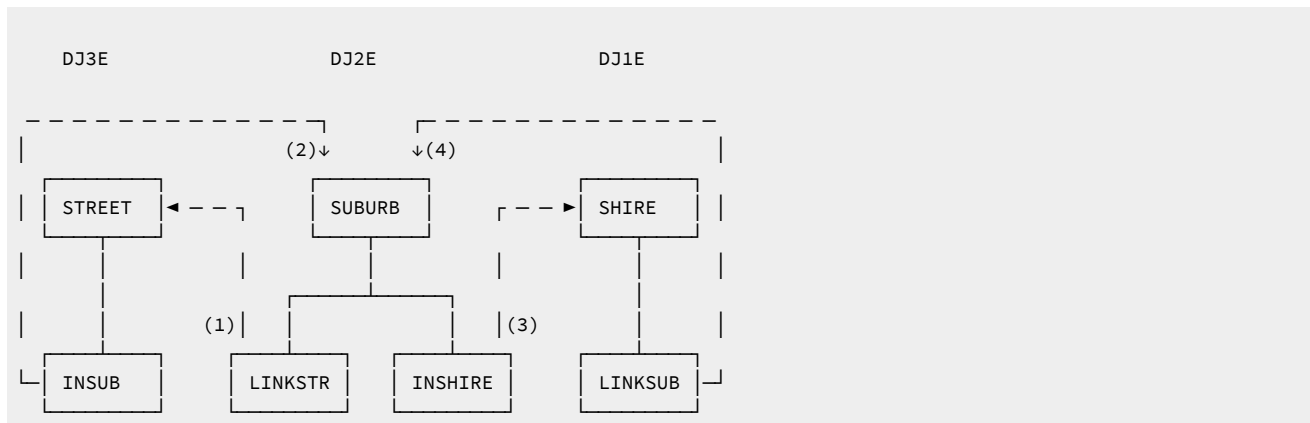 DJ3E DJ2E DJ1E
(2) (4)
STREET SUBURB SHIRE
(1) (3)
INSUB LINKSTR INSHIRE LINKSUB